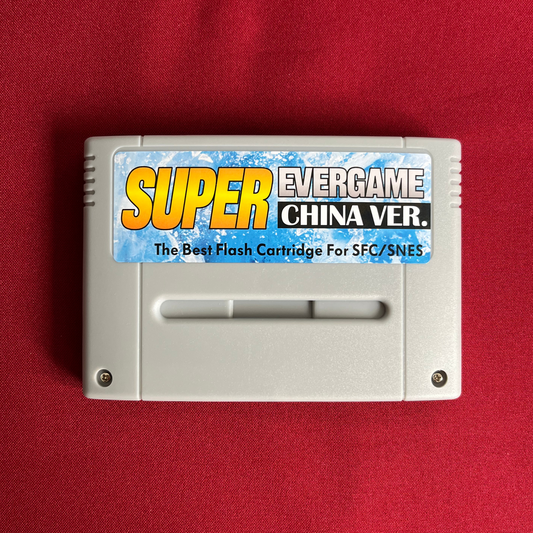 SUPER EVERGAME
CHINA VER.
The Best Flash Cartridge For SFC/SNES